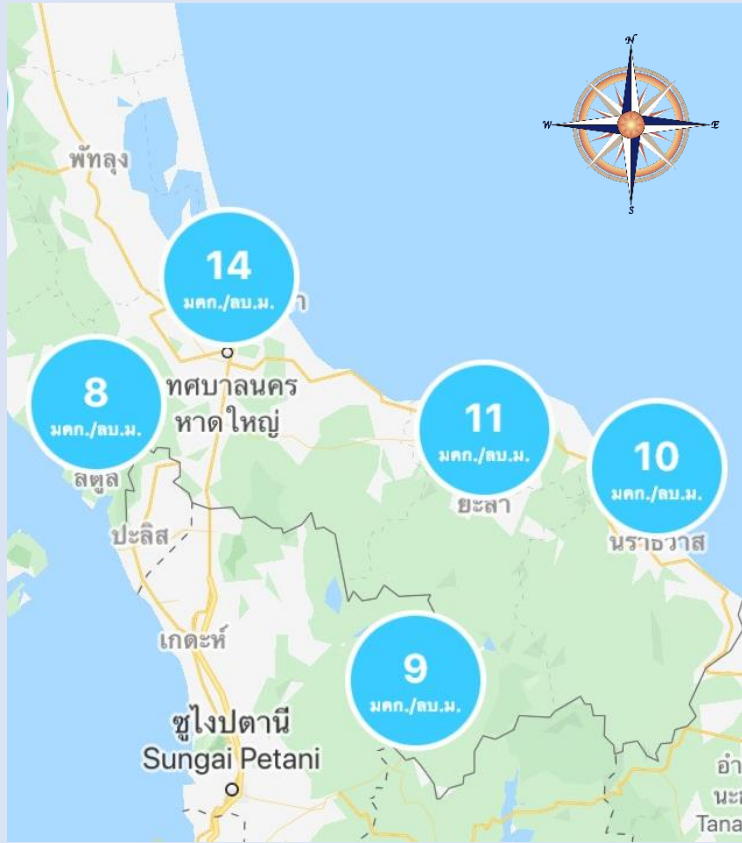 N
W E
S
พัทลุง
14
มคก./ลบ.ม.
8
มคก./ลบ.ม.
ทศบาลนคร
หาดใหญ่
11
มคก./ลบ.ม.
10
มคก./ลบ.ม.
สตูล
ยะลา
ปะลิส
นราธิวาส
เกดะห์
9
มคก./ลบ.ม.
ซูไงปตานี
Sungai Petani
Tana